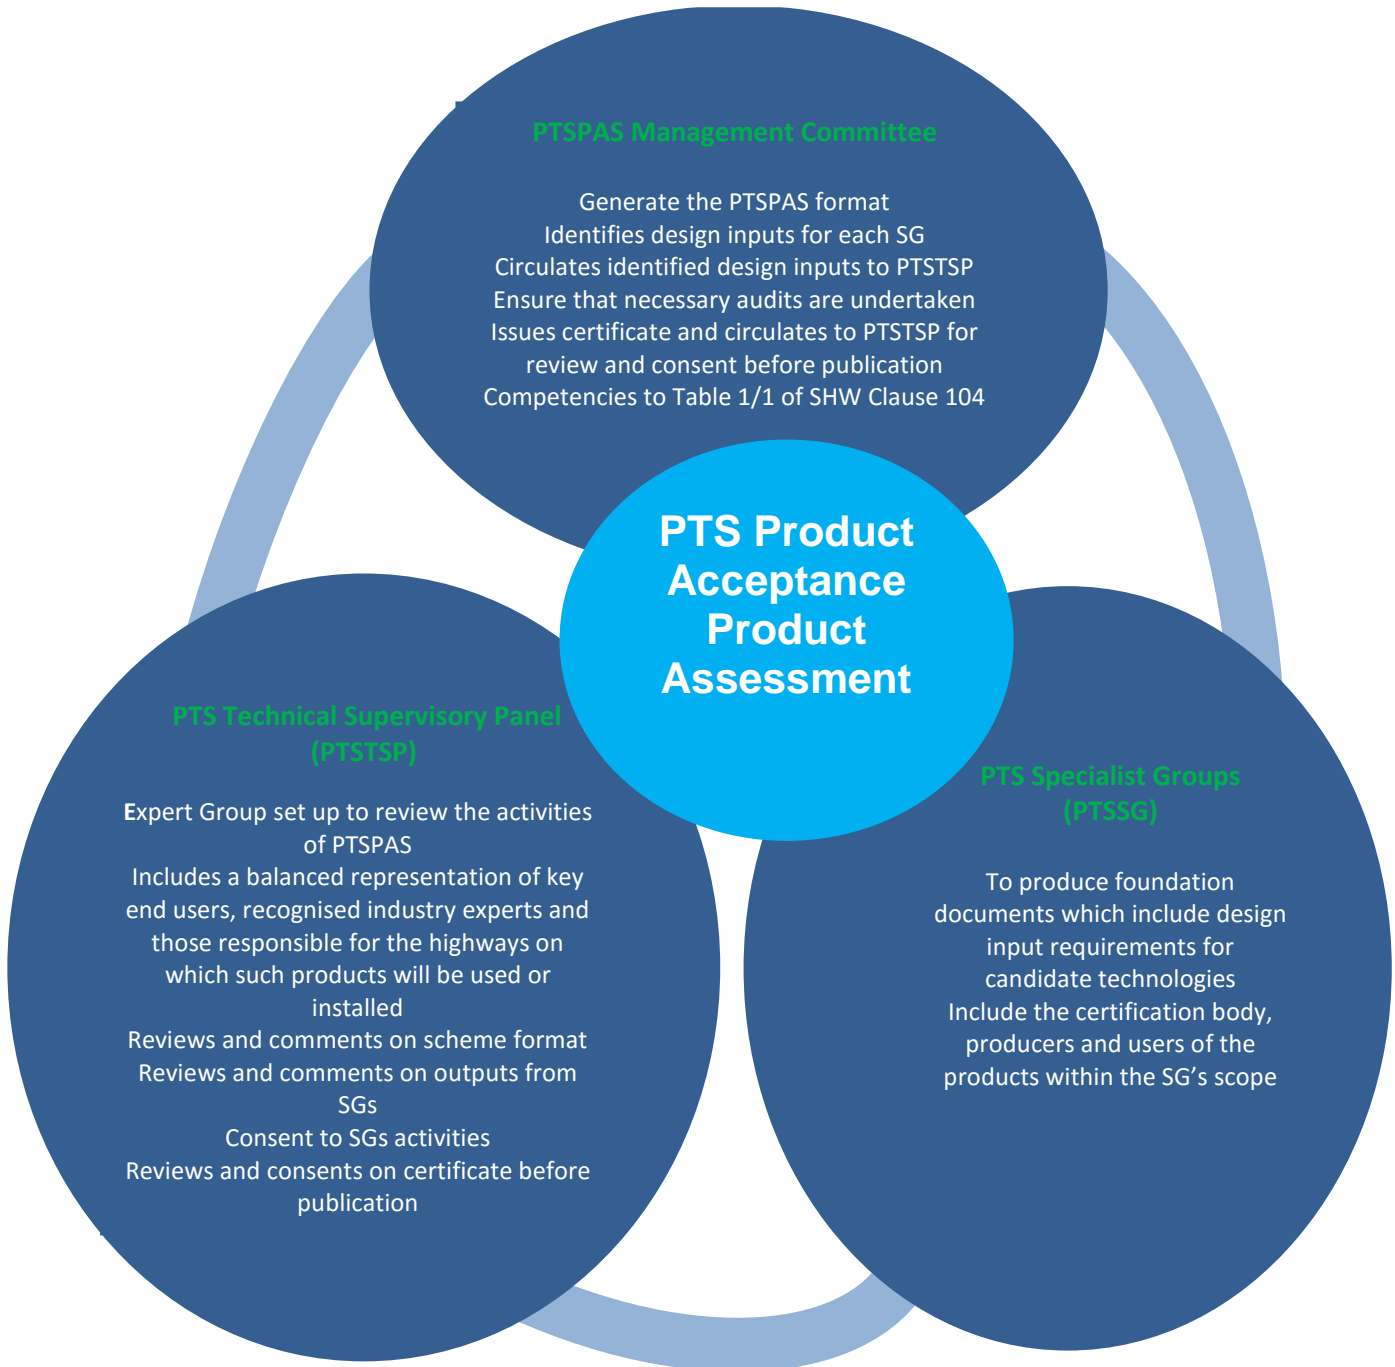 PTSPAS Management Committee
Generate the PTSPAS format
Identifies design inputs for each SG
Circulates identified design inputs to PTSTSP
Ensure that necessary audits are undertaken
Issues certificate and circulates to PTSTSP for
review and consent before publication
Competencies to Table 1/1 of SHW Clause 104
PTS Product
Acceptance
Product
Assessment
PTS Technical Supervisory Panel
(PTSTSP)
Expert Group set up to review the activities
of PTSPAS
Includes a balanced representation of key
end users, recognised industry experts and
those responsible for the highways on
which such products will be used or
installed
Reviews and comments on scheme format
Reviews and comments on outputs from
SGs
Consent to SGs activities
Reviews and consents on certificate before
publication
PTS Specialist Groups
(PTSSG)
To produce foundation
documents which include design
input requirements for
candidate technologies
Include the certification body,
producers and users of the
products within the SG’s scope